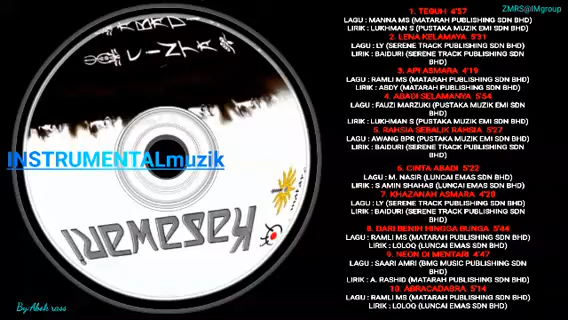 ZMRS@IMgroup
1. TEGUH 4'57
LAGU : MANNA MS (MATARAH PUBLISHING SDN BHD)
LIRIK : LUKHMAN S (PUSTAKA MUZIK EMI SDN BHD)
2. LENA KELAMAYA 5'31
LAGU : LY (SERENE TRACK PUBLISHING SDN BHD)
LIRIK : BAIDURI (SERENE TRACK PUBLISHING SDN
BHD)
3. API ASMARA 4'19
LAGU : RAMLI MS (MATARAH PUBLISHING SDN BHD)
LIRIK : ABDY (MATARAH PUBLISHING SDN BHD)
4. ABADI SELAMANYA 5'54
LAGU : FAUZI MARZUKI (PUSTAKA MUZIK EMI SDN
BHD)
LIRIK : LUKHMAN S (PUSTAKA MUZIK EMI SDN BHD)
5. RAHSIA SEBALIK RAHSIA 5'27
LAGU : AWANG BPR (PUSTAKA MUZIK EMI SDN BHD)
LIRIK : BAIDURI (SERENE TRACK PUBLISHING SDN
BHD)
6. CINTA ABADI 5'22
LAGU : M. NASIR (LUNCAI EMAS SDN BHD)
LIRIK : S AMIN SHAHAB (LUNCAI EMAS SDN BHD)
7. KHAZANAH ASMARA 4'20
LAGU : LY (SERENE TRACK PUBLISHING SDN BHD)
LIRIK : BAIDURI (SERENE TRACK PUBLISHING SDN
BHD)
8. DARI BENIH HINGGA BUNGA 5'44
LAGU : RAMLI MS (MATARAH PUBLISHING SDN BHD)
LIRIK : LOLOQ (LUNCAI EMAS SDN BHD)
9. NEON DI MENTARI 4'47
LAGU : SAARI AMRI (BMG MUSIC PUBLISHING SDN
BHD)
LIRIK : A. RASHID (MATARAH PUBLISHING SDN BHD)
10. ABRACADABRA 5'14
LAGU : RAMLI MS (MATARAH PUBLISHING SDN BHD)
LIRIK : LOLOQ (LUNCAI EMAS SDN BHD)
INSTRUMENTALmuzik
Kasemawi
By:Abok rass